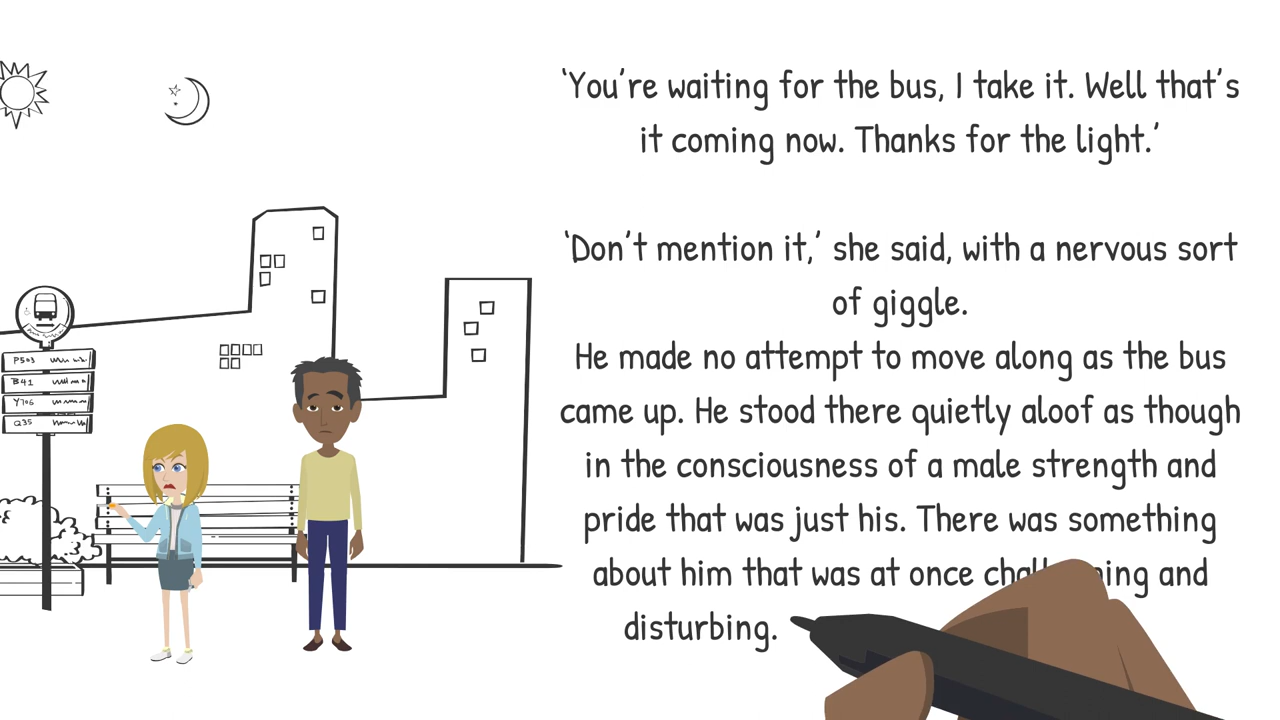 'You're waiting for the bus, I take it. Well that's
it coming now. Thanks for the light.'
'Don't mention it,' she said, with a nervous sort
of giggle.
He made no attempt to move along as the bus
came up. He stood there quietly aloof as though
in the consciousness of a male strength and
pride that was just his. There was something
about him that was at once and
disturbing.
P503
B41
Y706
Q35